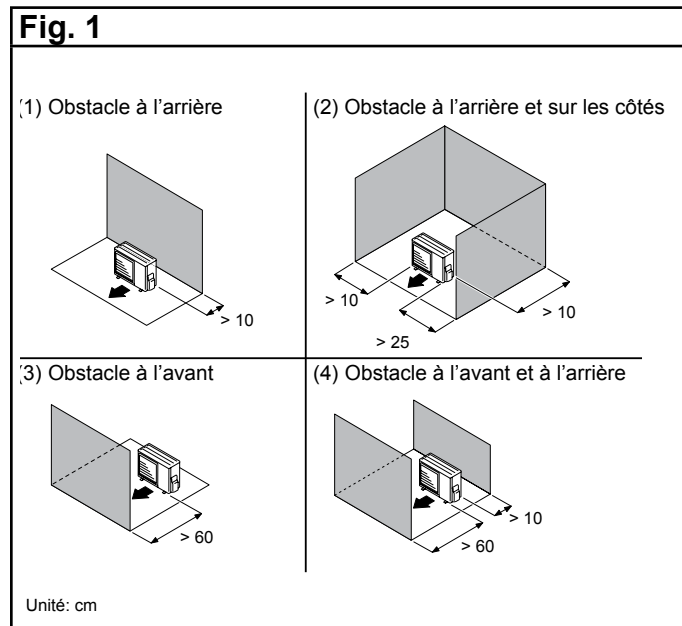 Fig. 1
(1) Obstacle à l’arrière
> 10
(2) Obstacle à l’arrière et sur les côtés
> 10
> 25
> 10
(3) Obstacle à l’avant
> 60
(4) Obstacle à l’avant et à l’arrière
> 10
> 60
Unité: cm